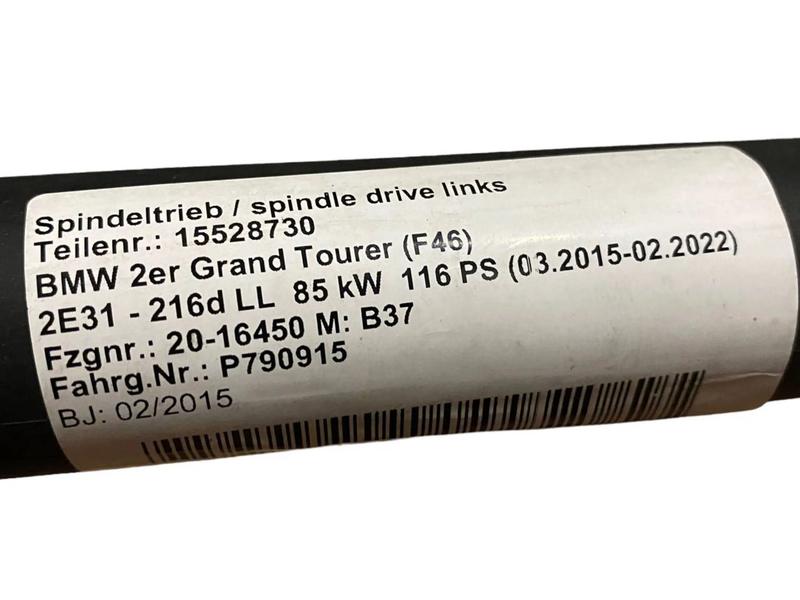 Spindeltrieb / spindle drive links
Teilenr.: 15528730
BMW 2er Grand Tourer (F46)
2E31 - 216d LL 85 kW 116 PS (03.2015-02.2022)
Fzgnr.: 20-16450 M: B37
Fahrg.Nr.: P790915
BJ: 02/2015